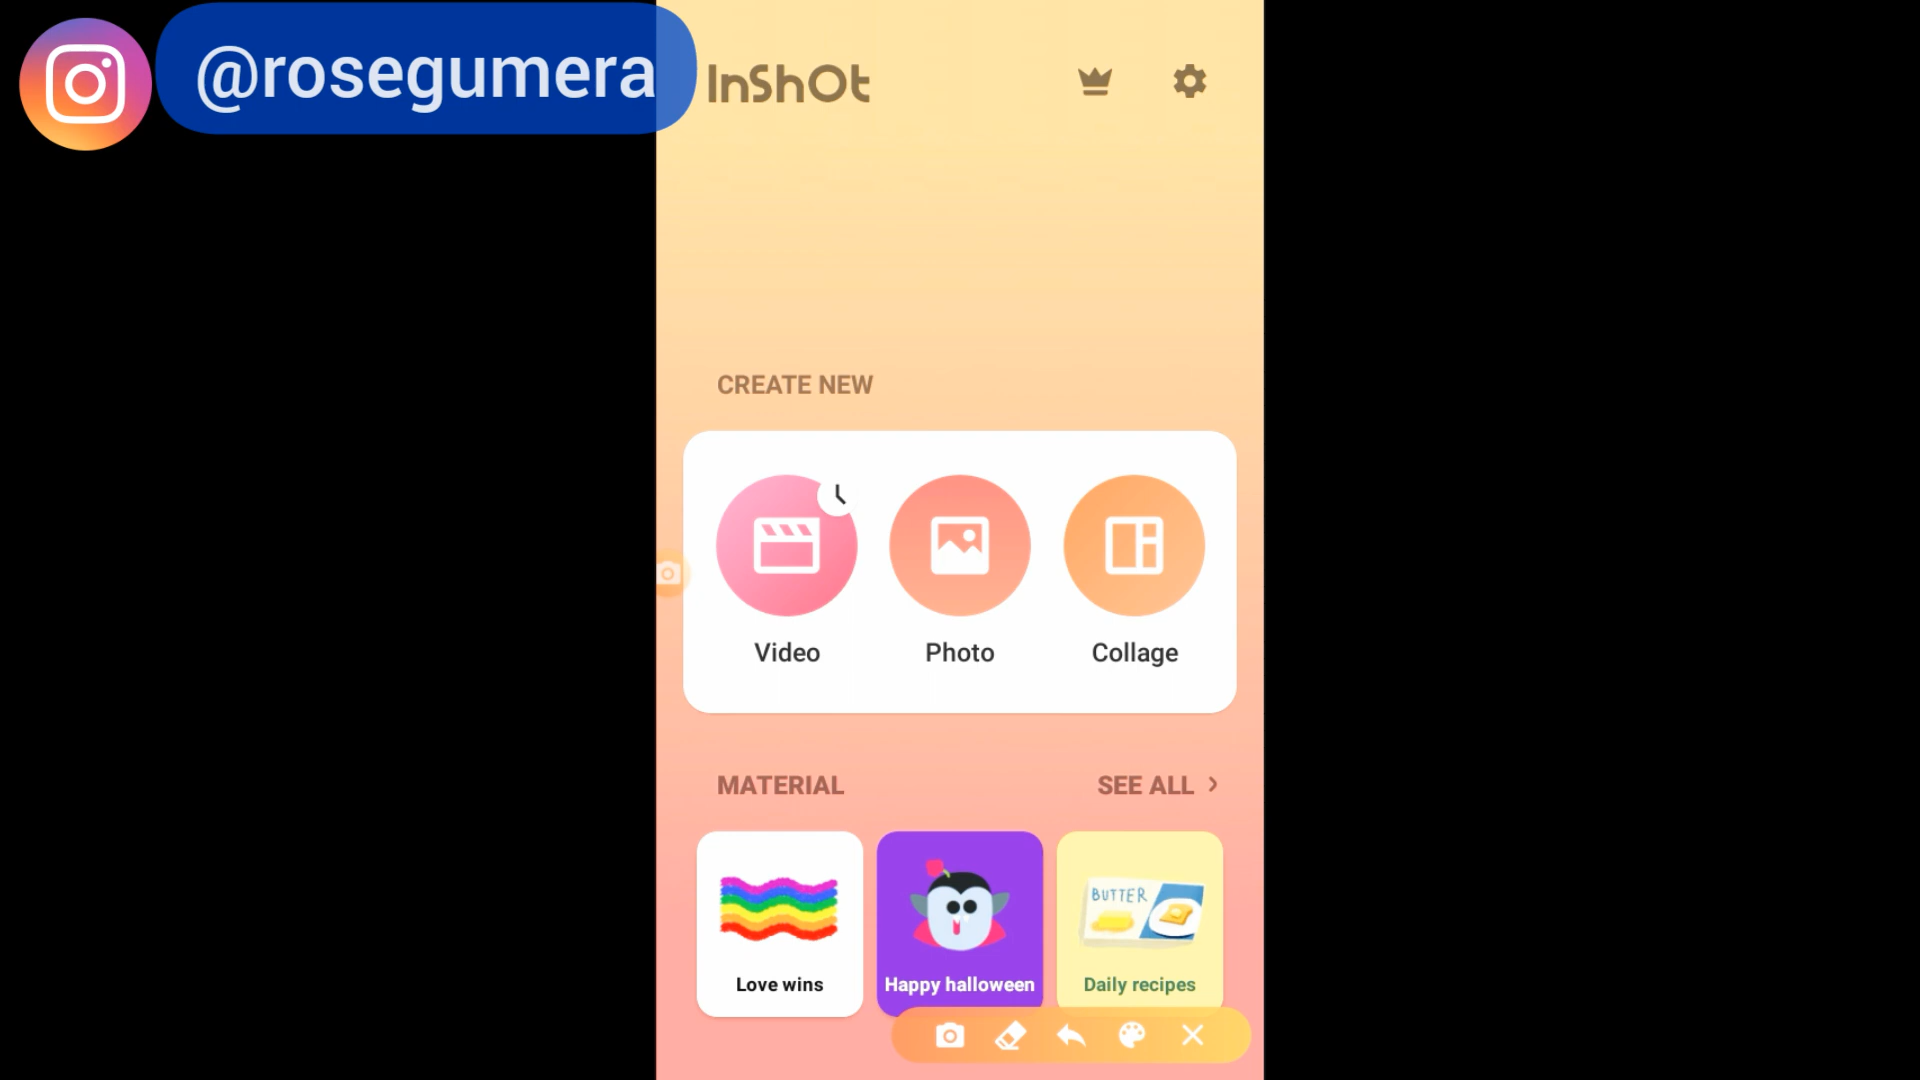 @rosegumera
InShOt
CREATE NEW
Video
Photo
Collage
MATERIAL
SEE ALL >
BUTTER
Love wins
Happy halloween
Daily recipes